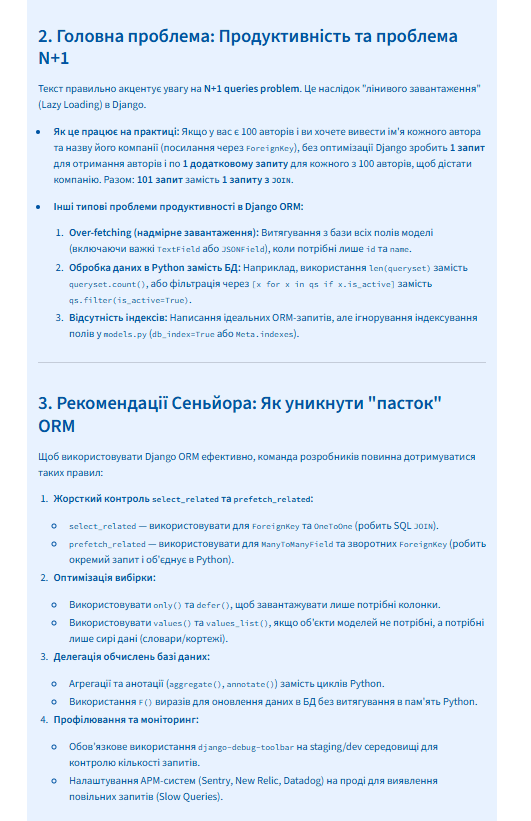 2. Головна проблема: Продуктивність та проблема
N+1
Текст правильно акцентує увагу на N+1 queries problem. Це наслідок "лінивого завантаження"
(Lazy Loading) в Django.
Як це працює на практиці: Якщо у вас є 100 авторів і ви хочете вивести ім'я кожного автора
та назву його компанії (посилання через ForeignKey), без оптимізації Django зробить 1 запит
для отримання авторів і по 1 додатковому запиту для кожного з 100 авторів, щоб дістати
компанію. Разом: 101 запит замість 1 запиту з JOIN.
Інші типові проблеми продуктивності в Django ORM:
1. Over-fetching (надмірне завантаження): Витягування з бази всіх полів моделі
(включаючи важкі TextField або JSONField), коли потрібні лише id та name.
2. Обробка даних в Python замість БД: Наприклад, використання len(queryset) замість
queryset.count(), або фільтрація через [x for x in qs if x.is_active] замість
qs.filter(is_active=True).
3. Відсутність індексів: Написання ідеальних ORM-запитів, але ігнорування індексування
полів у models.py (db_index=True або Meta.indexes).
3. Рекомендації Сеньйора: Як уникнути "пасток"
ORM
Щоб використовувати Django ORM ефективно, команда розробників повинна дотримуватися
таких правил:
1. Жорсткий контроль select_related та prefetch_related:
select_related — використовувати для ForeignKey та OneToOne (робить SQL JOIN).
prefetch_related — використовувати для ManyToManyField та зворотних ForeignKey (робить
окремий запит і об'єднує в Python).
2. Оптимізація вибірки:
Використовувати only() та defer(), щоб завантажувати лише потрібні колонки.
Використовувати values() та values_list(), якщо об'єкти моделей не потрібні, а потрібні
лише сирі дані (словари/кортежі).
3. Делегація обчислень базі даних:
Агрегації та анотації (aggregate(), annotate()) замість циклів Python.
Використання F() виразів для оновлення даних в БД без витягування в пам'ять Python.
4. Профілювання та моніторинг:
Обов'язкове використання django-debug-toolbar на staging/dev середовищі для
контролю кількості запитів.
Налаштування APM-систем (Sentry, New Relic, Datadog) на проді для виявлення
повільних запитів (Slow Queries).